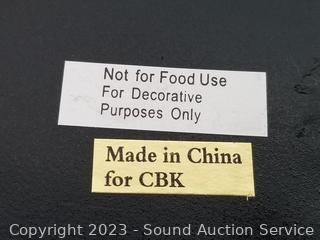 Not for Food Use
For Decorative
Purposes Only
Made in China
for CBK
Copyright 2023 - Sound Auction Service